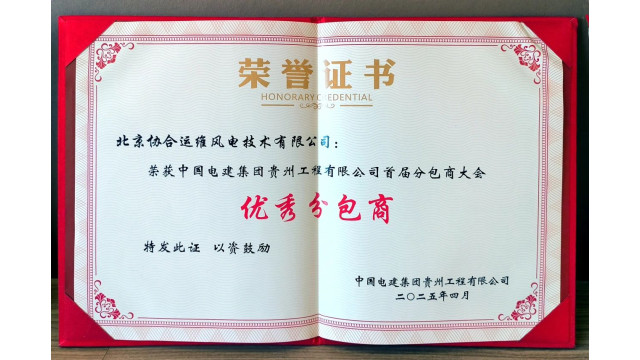 荣誉证书
HONORARY CREDENTIAL
北京协合运维风电技术有限公司：
荣获中国电建集团贵州工程有限公司首届分包商大会
优秀分包商
特发此证 以资鼓励
中国电建集团贵州工程有限公司
二〇二五年四月